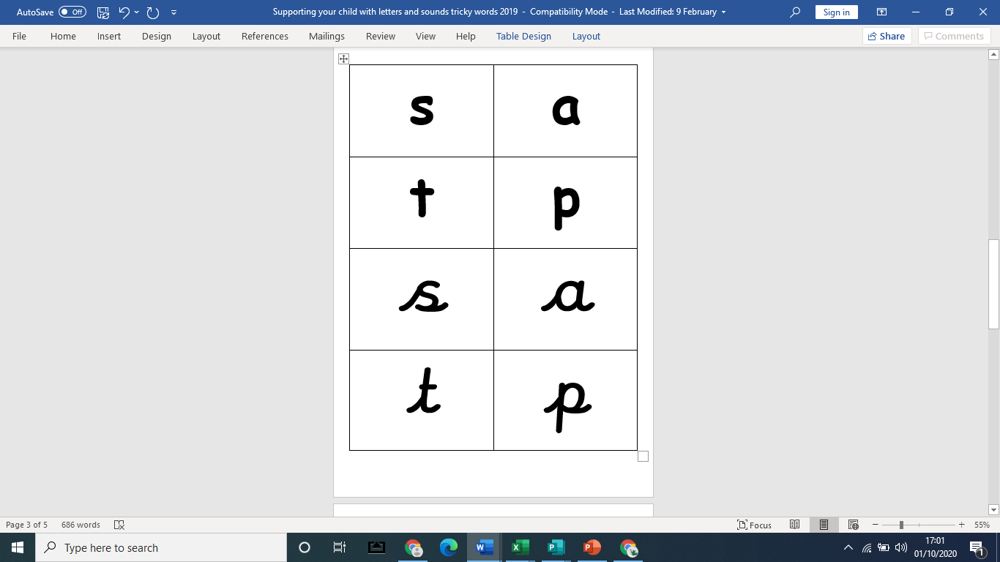 AutoSave Off Supporting your child with letters and sounds tricky words 2019 - Compatibility Mode - Last Modified: 9 February Sign in
File Home Insert Design Layout References Mailings Review View Help Table Design Layout Share Comments
s a
t p
s a
t p
Page 3 of 5 686 words Focus 55%
Type here to search 17:01
01/10/2020 1